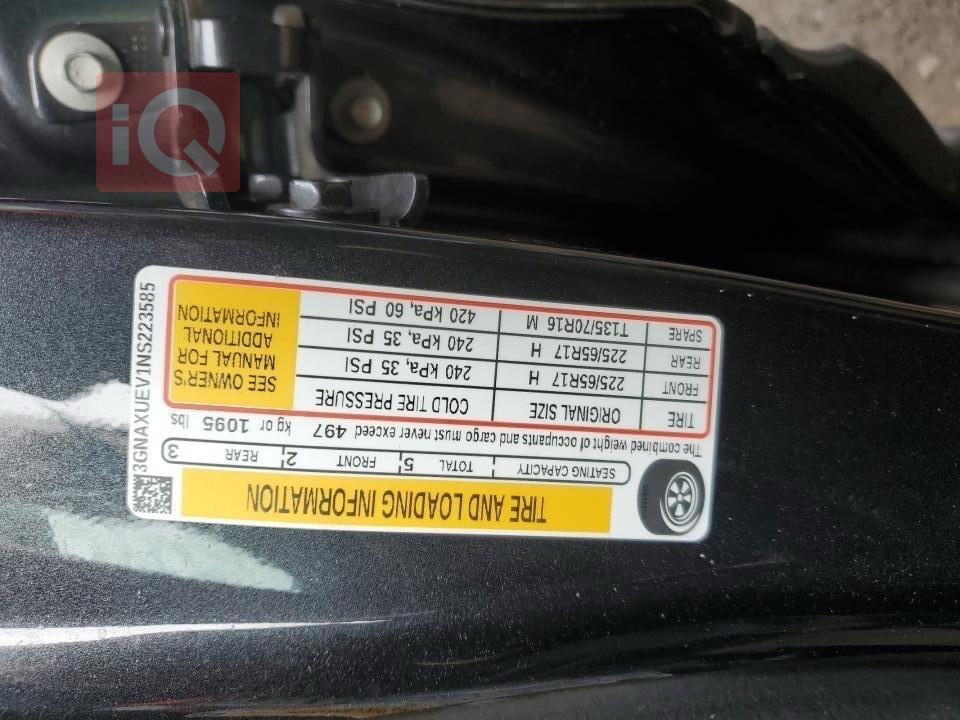 iQ
TIRE AND LOADING INFORMATION
SEATING CAPACITY TOTAL 5 FRONT 2 REAR 3
The combined weight of occupants and cargo must never exceed 497 kg or 1095 lbs.
TIRE ORIGINAL SIZE COLD TIRE PRESSURE
FRONT 225/65R17 H 240 kPa, 35 PSI
REAR 225/65R17 H 240 kPa, 35 PSI
SPARE T135/70R16 M 420 kPa, 60 PSI
SEE OWNER'S
MANUAL FOR
ADDITIONAL
INFORMATION
3GNAXUEV1NS223585